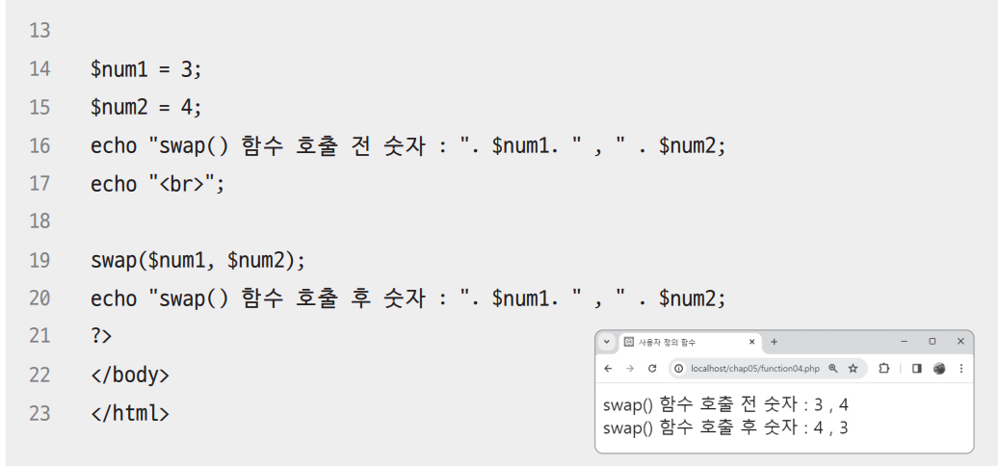 13
14 $num1 = 3;
15 $num2 = 4;
16 echo "swap() 함수 호출 전 숫자 : ". $num1. " , " . $num2;
17 echo "<br>";
18
19 swap($num1, $num2);
20 echo "swap() 함수 호출 후 숫자 : ". $num1. " , " . $num2;
21 ?>
22 </body>
23 </html>
사용자 정의 함수
localhost/chap05/function04.php
swap() 함수 호출 전 숫자 : 3 , 4
swap() 함수 호출 후 숫자 : 4 , 3